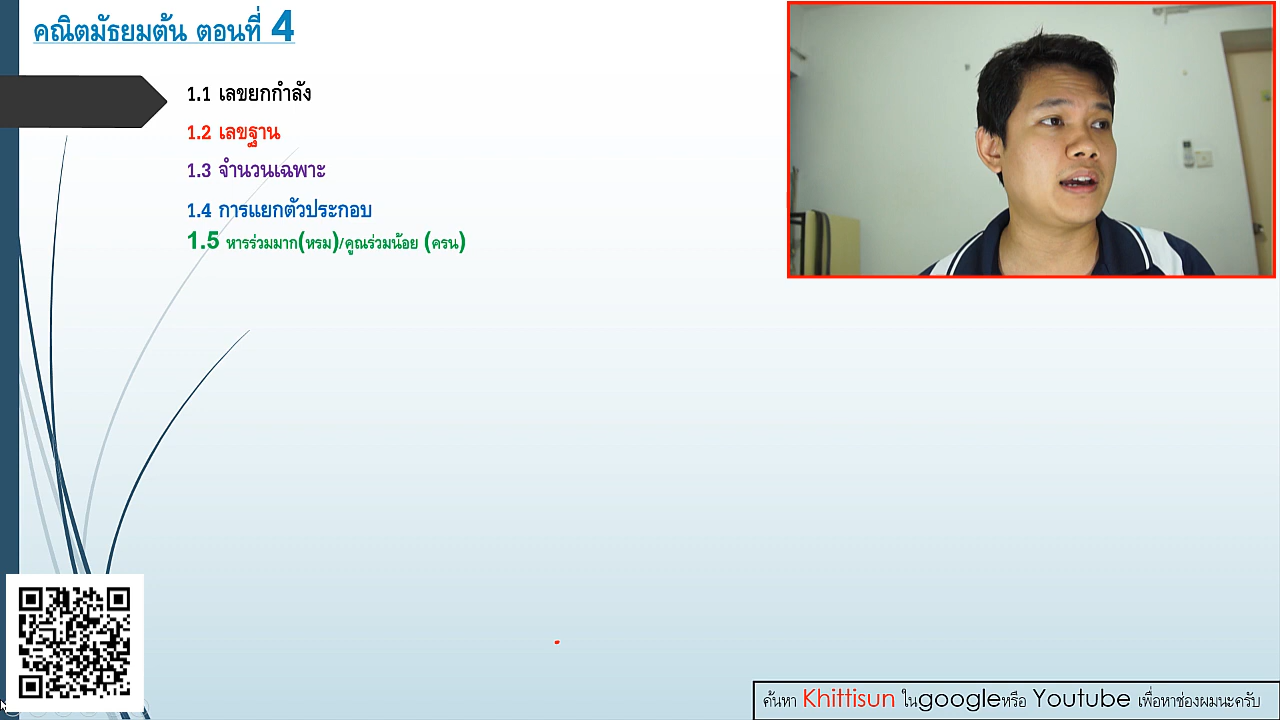 คณิตมัธยมต้น ตอนที่ 4
1.1 เลขยกกำลัง
1.2 เลขฐาน
1.3 จำนวนเฉพาะ
1.4 การแยกตัวประกอบ
1.5 หารร่วมมาก(หรม)/คูณร่วมน้อย (ครน)
ค้นหา Khittisun ในgoogleหรือ Youtube เพื่อหาช่องผมนะครับ